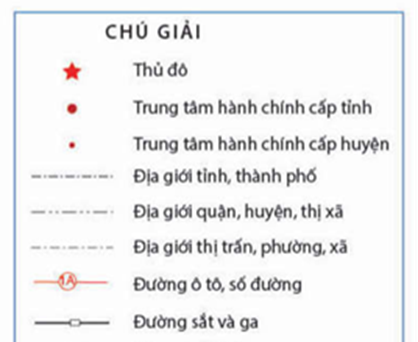 CHÚ GIẢI
Thủ đô
Trung tâm hành chính cấp tỉnh
Trung tâm hành chính cấp huyện
Địa giới tỉnh, thành phố
Địa giới quận, huyện, thị xã
Địa giới thị trấn, phường, xã
1A Đường ô tô, số đường
Đường sắt và ga